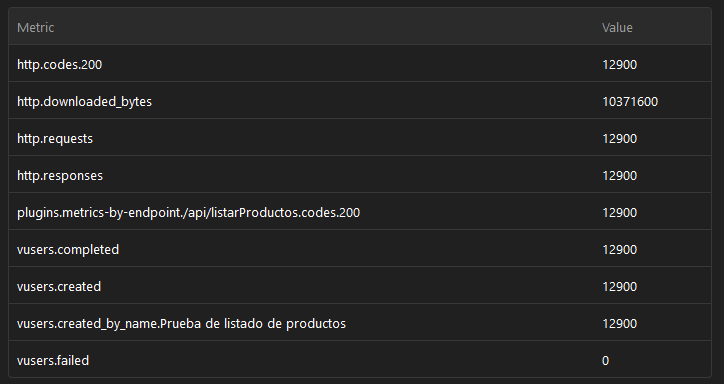 Metric Value
http.codes.200 12900
http.downloaded_bytes 10371600
http.requests 12900
http.responses 12900
plugins.metrics-by-endpoint./api/listarProductos.codes.200 12900
vusers.completed 12900
vusers.created 12900
vusers.created_by_name.Prueba de listado de productos 12900
vusers.failed 0